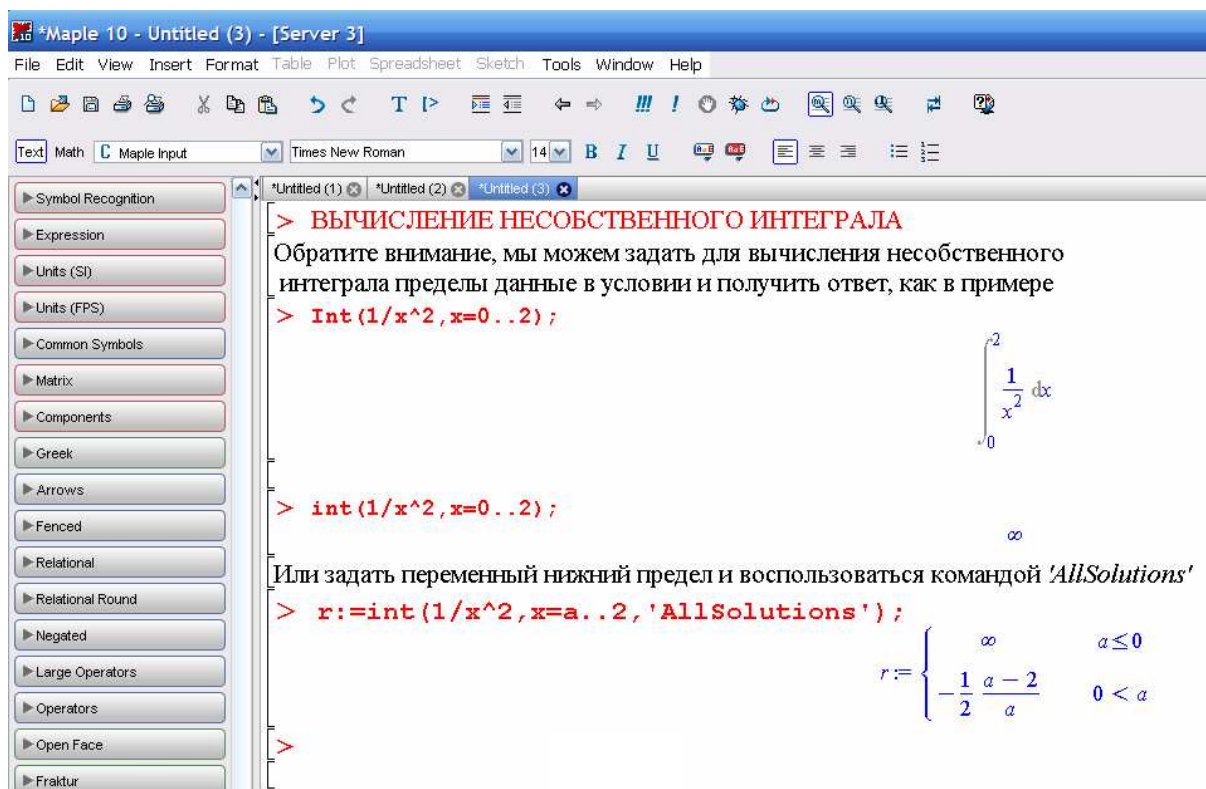 *Maple 10 - Untitled (3) - [Server 3]
File Edit View Insert Format Table Plot Spreadsheet Sketch Tools Window Help
Text Math C Maple Input Times New Roman 14 B I U
*Untitled (1) *Untitled (2) *Untitled (3)
Symbol Recognition
Expression
Units (SI)
Units (FPS)
Common Symbols
Matrix
Components
Greek
Arrows
Fenced
Relational
Relational Round
Negated
Large Operators
Operators
Open Face
Fraktur
> ВЫЧИСЛЕНИЕ НЕСОБСТВЕННОГО ИНТЕГРАЛА
Обратите внимание, мы можем задать для вычисления несобственного
интеграла пределы данные в условии и получить ответ, как в примере
> Int(1/x^2,x=0..2);
∫₀² 1/x² dx
> int(1/x^2,x=0..2);
∞
Или задать переменный нижний предел и воспользоваться командой 'AllSolutions'
> r:=int(1/x^2,x=a..2,'AllSolutions');
r := { ∞ a ≤ 0
-1/2 (a - 2)/a 0 < a
>